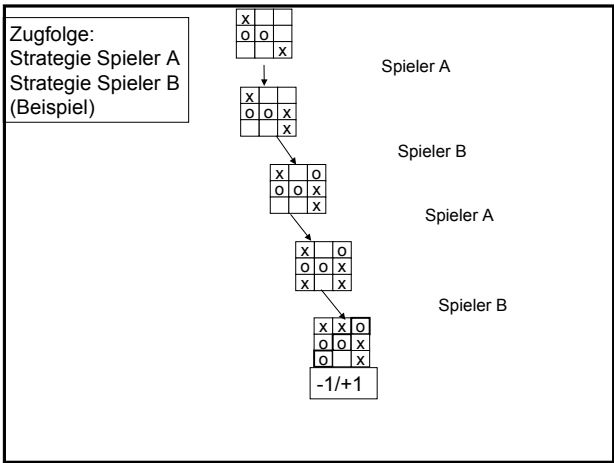 Zugfolge:
Strategie Spieler A
Strategie Spieler B
(Beispiel)
x
o o
x
Spieler A
x
o o x
x
Spieler B
x o
o o x
x
Spieler A
x o
o o x
x x
Spieler B
x x o
o o x
o x
-1/+1